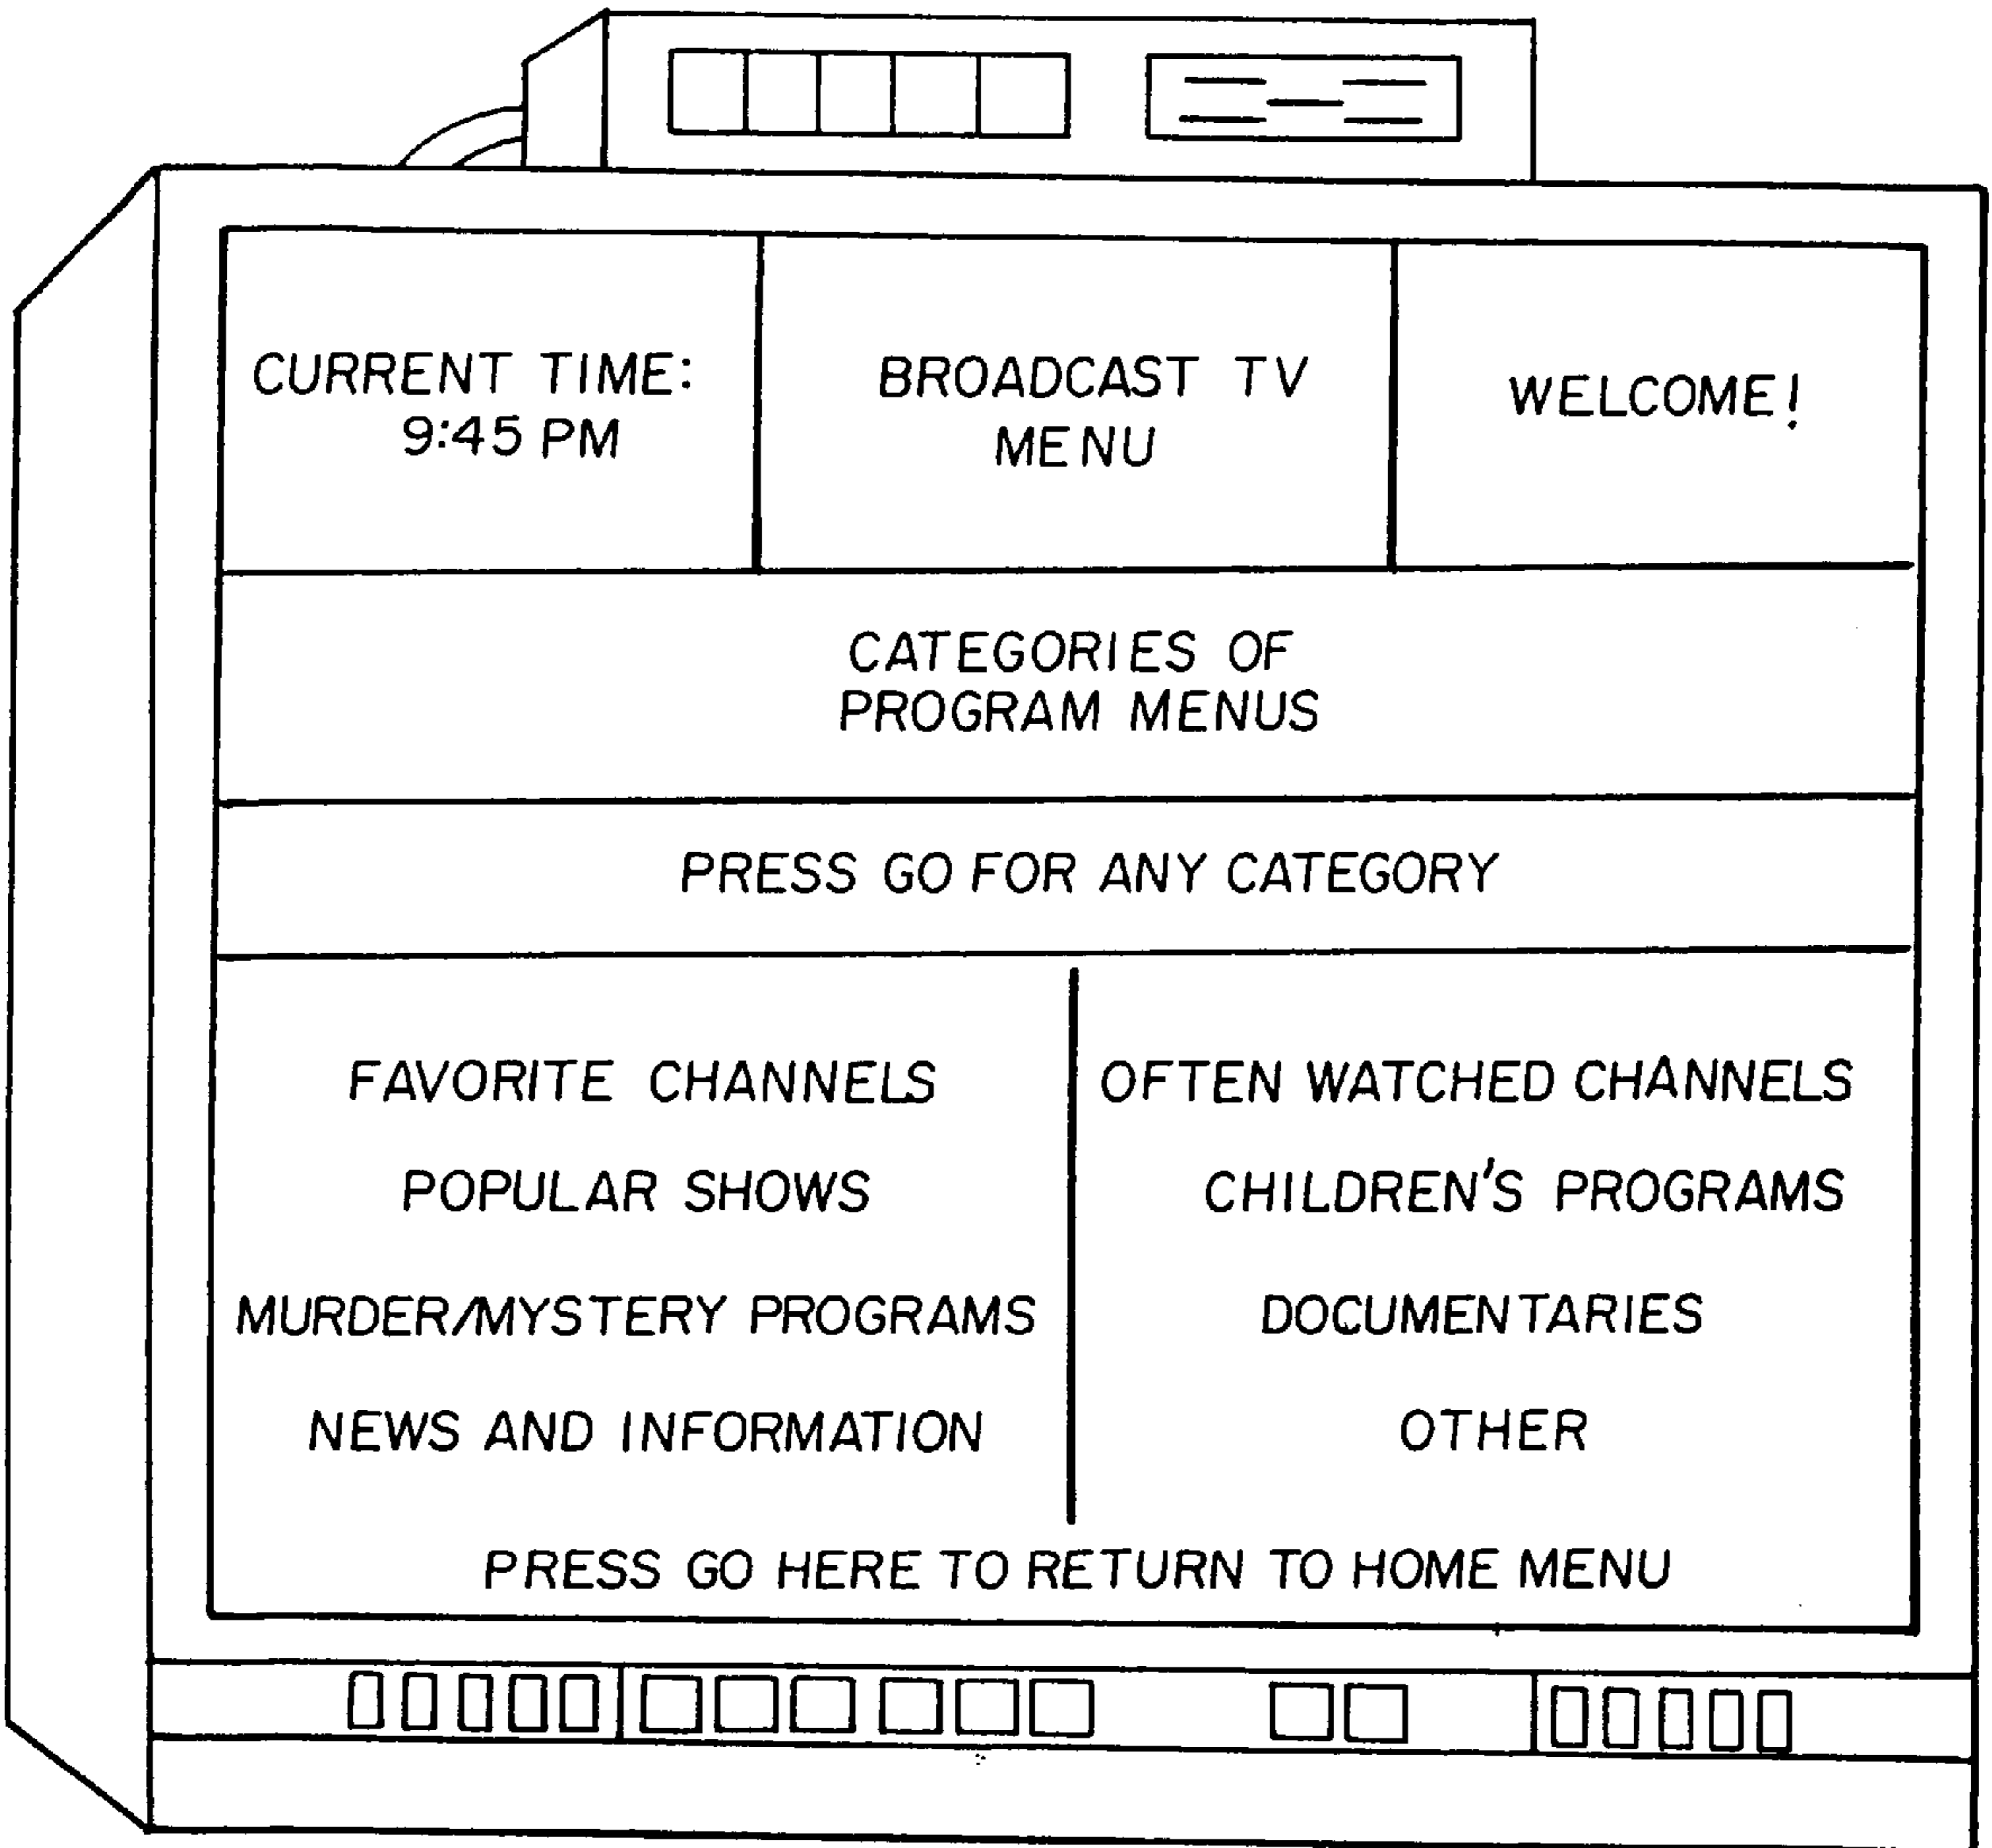 CURRENT TIME:
9:45 PM
BROADCAST TV
MENU
WELCOME!
CATEGORIES OF
PROGRAM MENUS
PRESS GO FOR ANY CATEGORY
FAVORITE CHANNELS
POPULAR SHOWS
MURDER/MYSTERY PROGRAMS
NEWS AND INFORMATION
OFTEN WATCHED CHANNELS
CHILDREN'S PROGRAMS
DOCUMENTARIES
OTHER
PRESS GO HERE TO RETURN TO HOME MENU